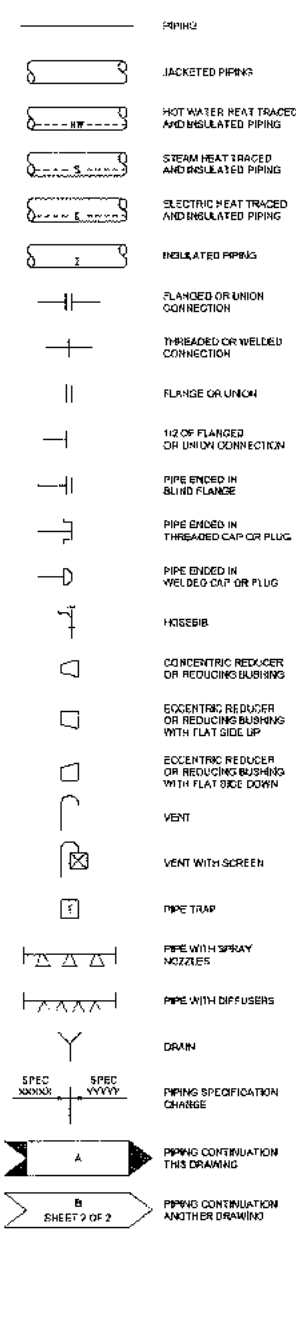 PIPING
JACKETED PIPING
HOT WATER HEAT TRACED
AND INSULATED PIPING
HW
STEAM HEAT TRACED
AND INSULATED PIPING
S
ELECTRIC HEAT TRACED
AND INSULATED PIPING
E
INSULATED PIPING
I
FLANGED OR UNION
CONNECTION
THREADED OR WELDED
CONNECTION
FLANGE OR UNION
1/2 OF FLANGED
OR UNION CONNECTION
PIPE ENDED IN
BLIND FLANGE
PIPE ENDED IN
THREADED CAP OR PLUG
PIPE ENDED IN
WELDED CAP OR PLUG
HOSEBIB
CONCENTRIC REDUCER
OR REDUCING BUSHING
ECCENTRIC REDUCER
OR REDUCING BUSHING
WITH FLAT SIDE UP
ECCENTRIC REDUCER
OR REDUCING BUSHING
WITH FLAT SIDE DOWN
VENT
VENT WITH SCREEN
PIPE TRAP
PIPE WITH SPRAY
NOZZLES
PIPE WITH DIFFUSERS
DRAIN
SPEC SPEC
XXXXX YYYYY
PIPING SPECIFICATION
CHANGE
A
PIPING CONTINUATION
THIS DRAWING
B
SHEET 2 OF 2
PIPING CONTINUATION
ANOTHER DRAWING